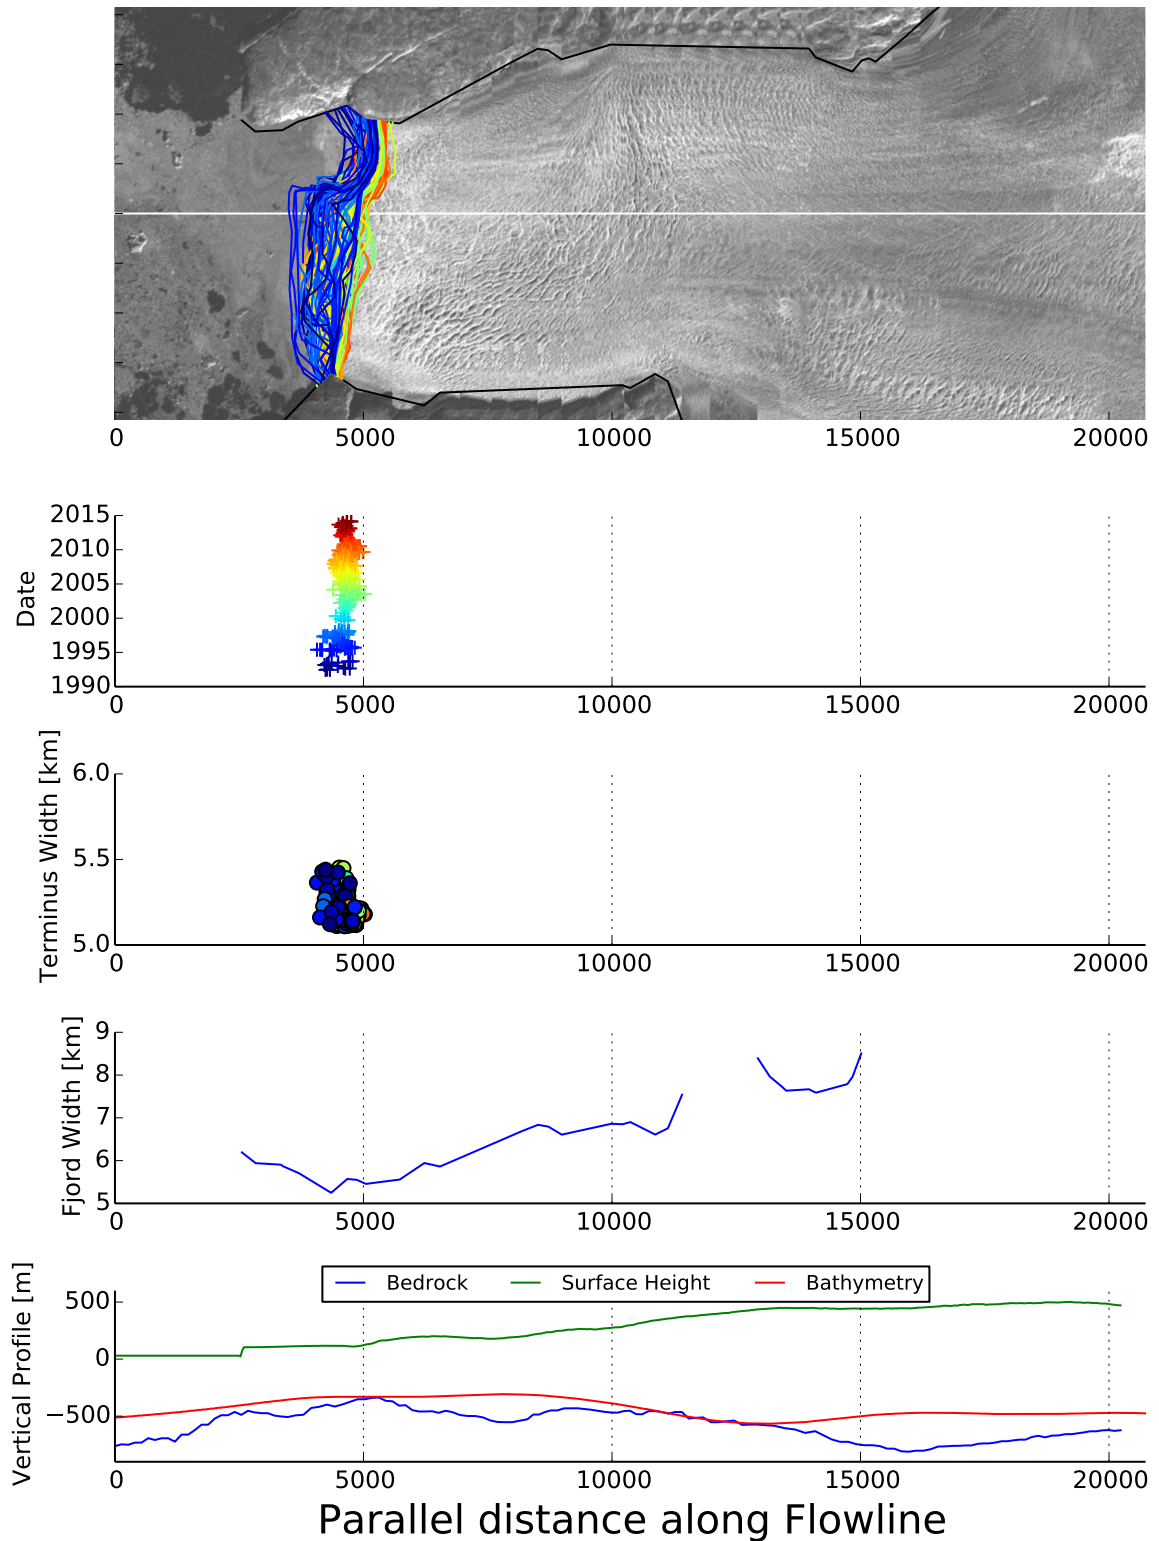 0 5000 10000 15000 20000
Date
2015
2010
2005
2000
1995
1990
0 5000 10000 15000 20000
Terminus Width [km]
6.0
5.5
5.0
0 5000 10000 15000 20000
Fjord Width [km]
9
8
7
6
5
0 5000 10000 15000 20000
Vertical Profile [m]
Bedrock Surface Height Bathymetry
500
0
−500
0 5000 10000 15000 20000
Parallel distance along Flowline